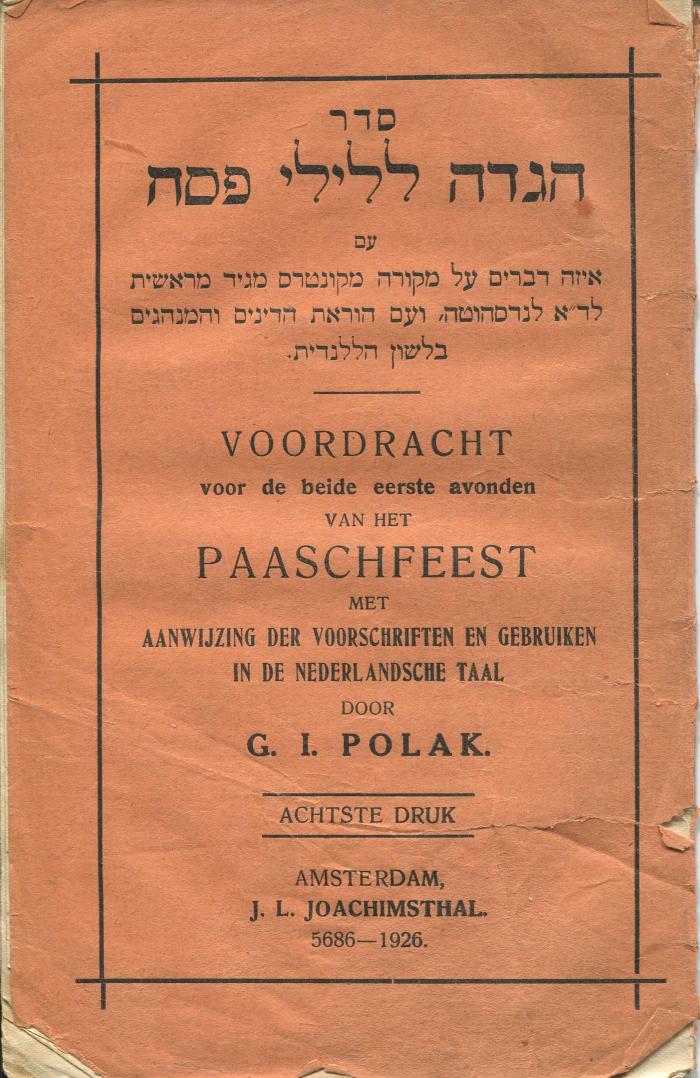 סדר
הגדה ללילי פסח
עם
איזה דברים על מקורה מקונטרס מגיד מראשית
לד״א לנדסהוטה, ועם הוראת הדינים והמנהגים
בלשון הללנדית.
VOORDRACHT
voor de beide eerste avonden
VAN HET
PAASCHFEEST
MET
AANWIJZING DER VOORSCHRIFTEN EN GEBRUIKEN
IN DE NEDERLANDSCHE TAAL
DOOR
G. I. POLAK.
ACHTSTE DRUK
AMSTERDAM,
J. L. JOACHIMSTHAL.
5686—1926.